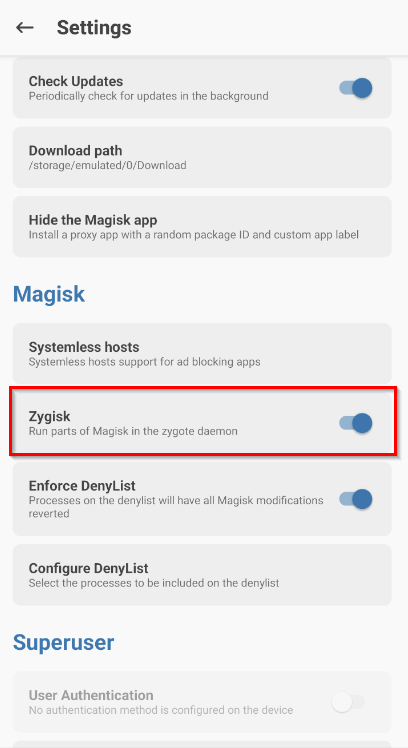 Settings
Check Updates
Periodically check for updates in the background
Download path
/storage/emulated/0/Download
Hide the Magisk app
Install a proxy app with a random package ID and custom app label
Magisk
Systemless hosts
Systemless hosts support for ad blocking apps
Zygisk
Run parts of Magisk in the zygote daemon
Enforce DenyList
Processes on the denylist will have all Magisk modifications
reverted
Configure DenyList
Select the processes to be included on the denylist
Superuser
User Authentication
No authentication method is configured on the device